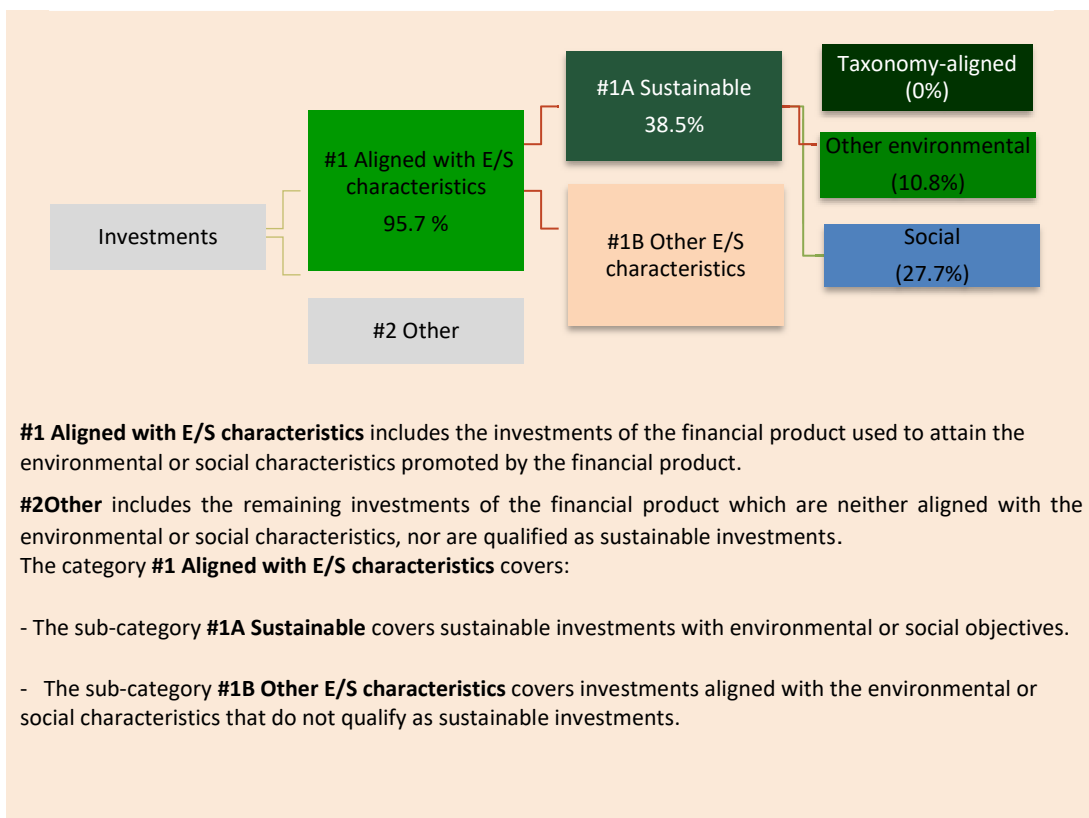 Investments
#1 Aligned with E/S
characteristics
95.7 %
#2 Other
#1A Sustainable
38.5%
#1B Other E/S
characteristics
Taxonomy-aligned
(0%)
Other environmental
(10.8%)
Social
(27.7%)
#1 Aligned with E/S characteristics includes the investments of the financial product used to attain the
environmental or social characteristics promoted by the financial product.
#2Other includes the remaining investments of the financial product which are neither aligned with the
environmental or social characteristics, nor are qualified as sustainable investments.
The category #1 Aligned with E/S characteristics covers:
- The sub-category #1A Sustainable covers sustainable investments with environmental or social objectives.
- The sub-category #1B Other E/S characteristics covers investments aligned with the environmental or
social characteristics that do not qualify as sustainable investments.